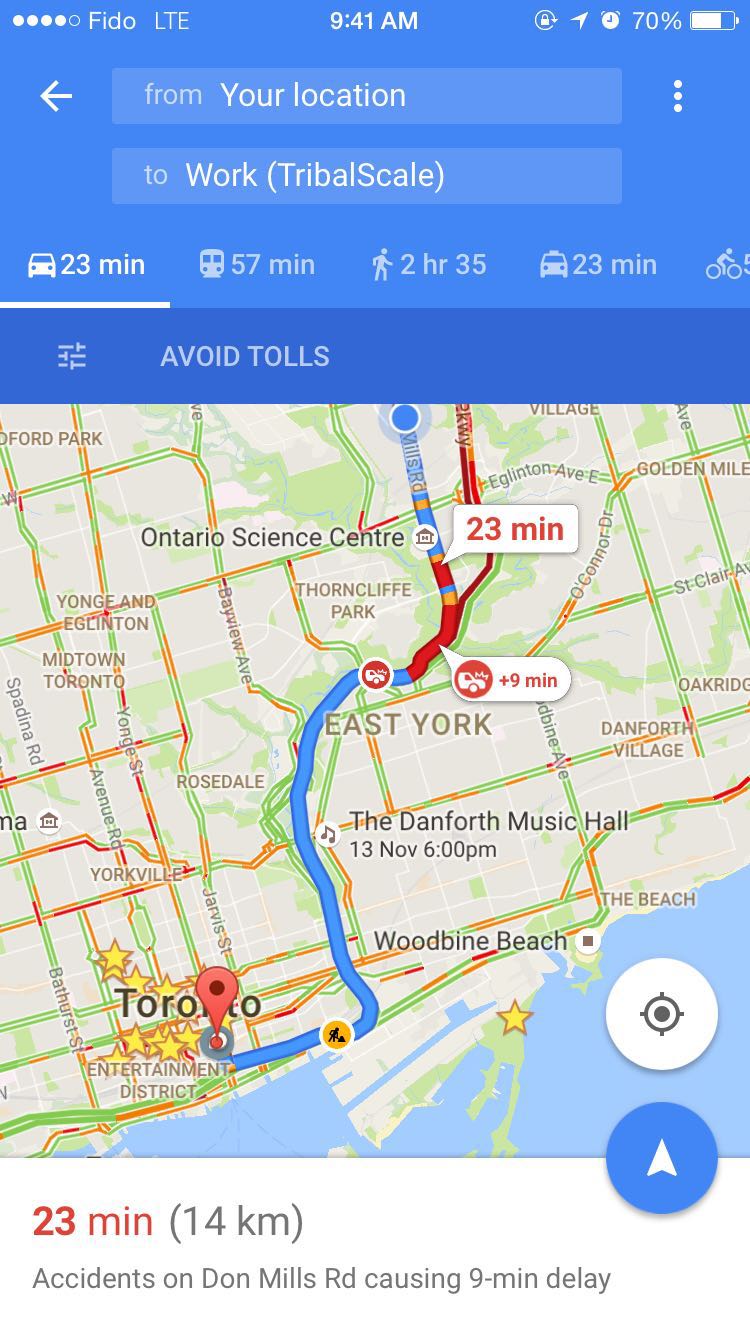 Fido LTE 9:41 AM 70%
from Your location
to Work (TribalScale)
23 min 57 min 2 hr 35 23 min 5
AVOID TOLLS
VILLAGE
DFORD PARK
Mills Rd
Pkwy
Ave
Eglinton Ave E
GOLDEN MILE
W
23 min
Ontario Science Centre
O'Connor Dr
St Clair Av
THORNCLIFFE
PARK
YONGE AND
EGLINTON
Bayview Ave
MIDTOWN
TORONTO
+9 min
OAKRIDG
Spadina Rd
Yonge St
EAST YORK
dbine Ave
DANFORTH
VILLAGE
ROSEDALE
Avenue Rd
ma
The Danforth Music Hall
13 Nov 6:00pm
YORKVILLE
Jarvis St
THE BEACH
Woodbine Beach
Bathurst St
Toronto
ENTERTAINMENT
DISTRICT
23 min (14 km)
Accidents on Don Mills Rd causing 9-min delay